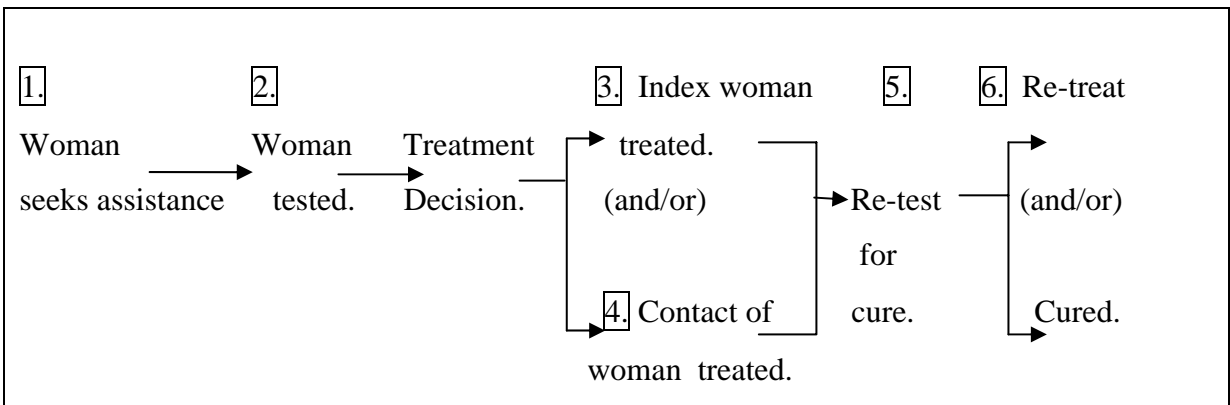 1. 2. 3. Index woman 5. 6. Re-treat
Woman Woman Treatment treated.
seeks assistance tested. Decision. (and/or) Re-test (and/or)
for
4. Contact of cure. Cured.
woman treated.